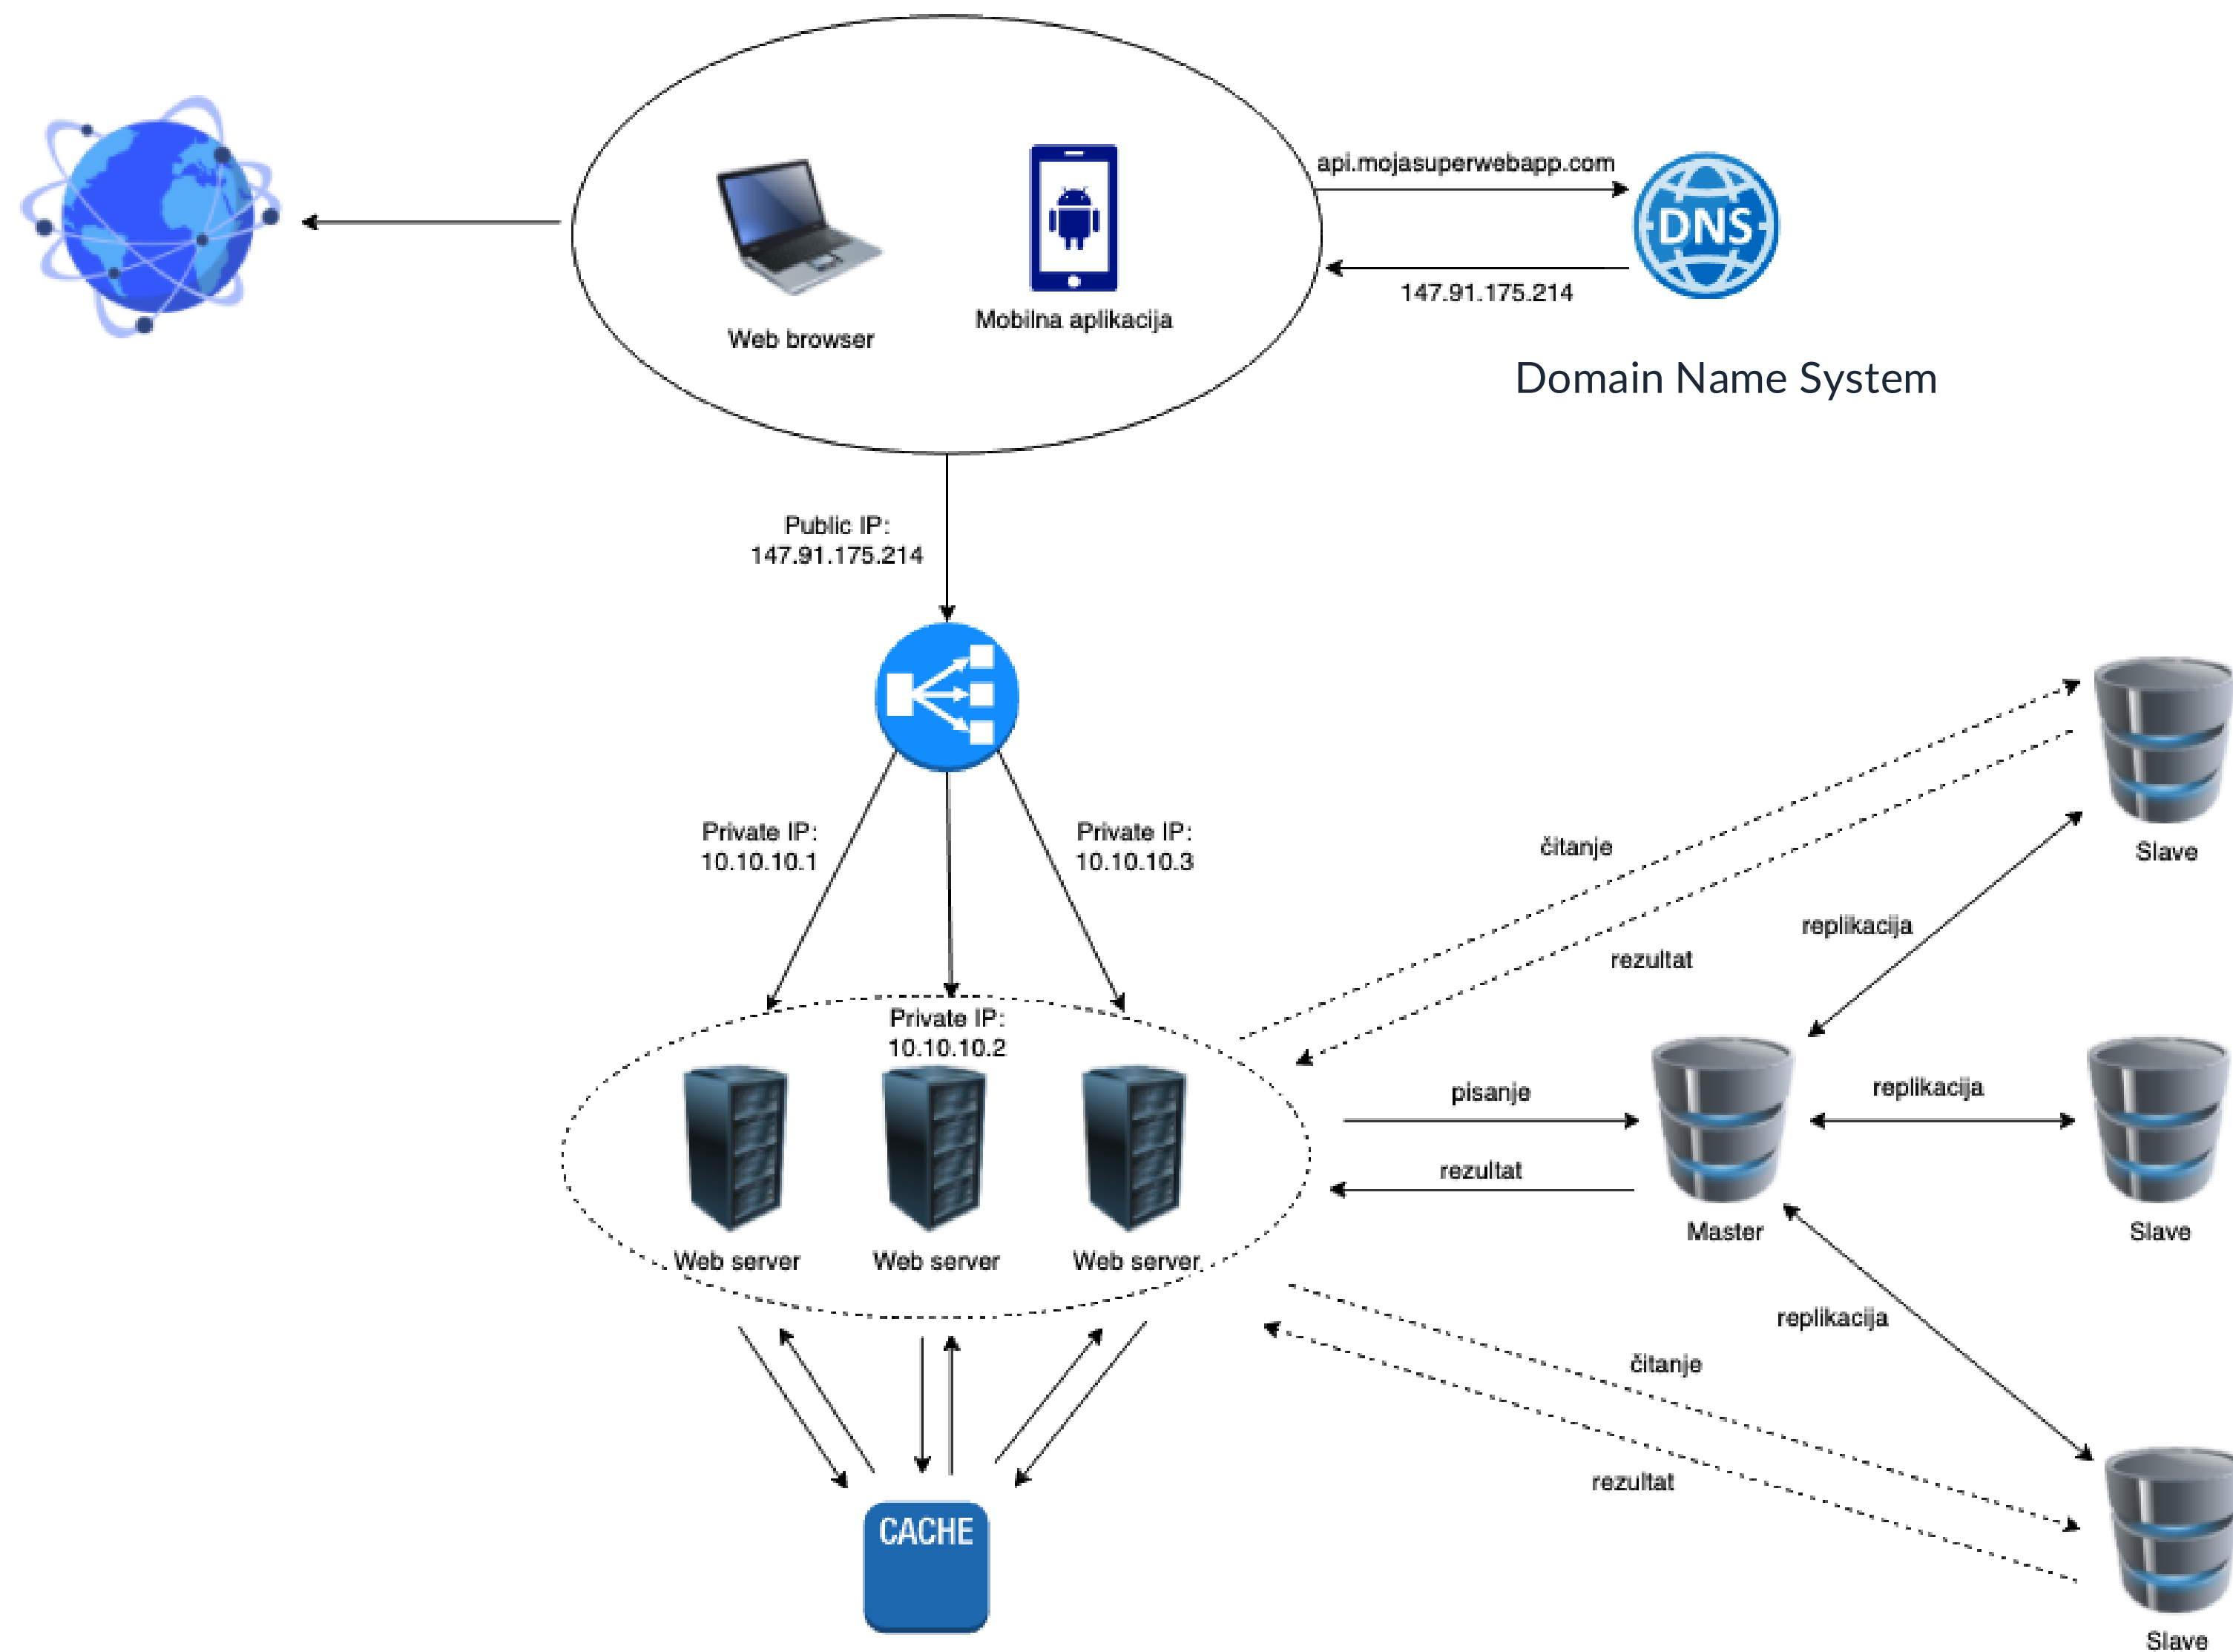 api.mojasuperwebapp.com
DNS
147.91.175.214
Mobilna aplikacija
Web browser
Domain Name System
Public IP:
147.91.175.214
Private IP:
10.10.10.1
Private IP:
10.10.10.3
čitanje
Slave
replikacija
rezultat
Private IP:
10.10.10.2
pisanje
replikacija
rezultat
Master
Slave
Web server
Web server
Web server
replikacija
čitanje
rezultat
CACHE
Slave